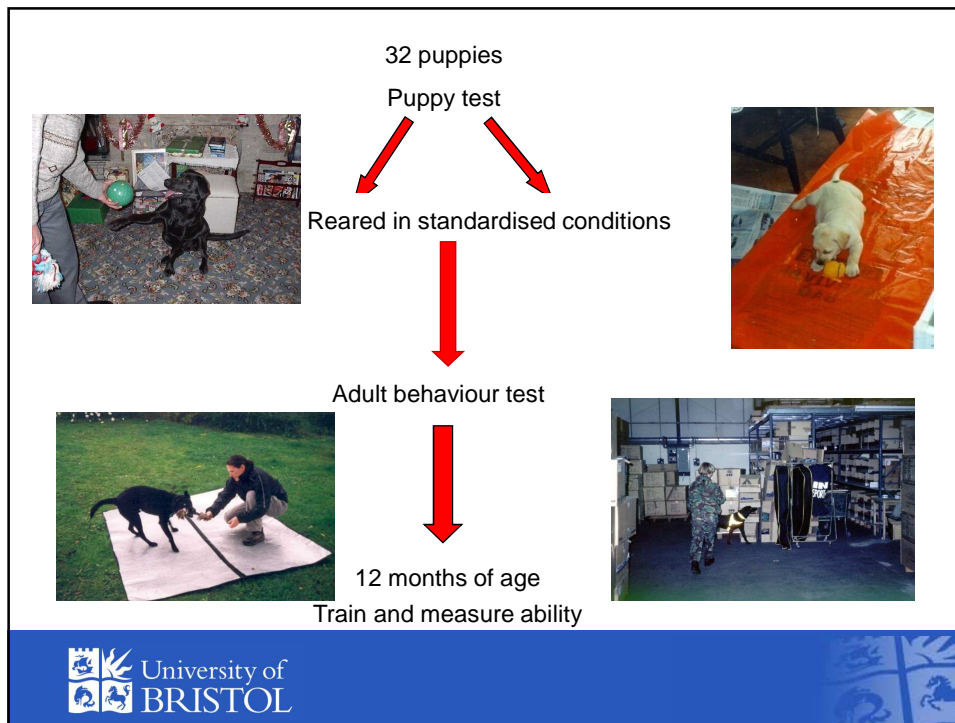 32 puppies
Puppy test
Reared in standardised conditions
Adult behaviour test
12 months of age
Train and measure ability
University of
BRISTOL